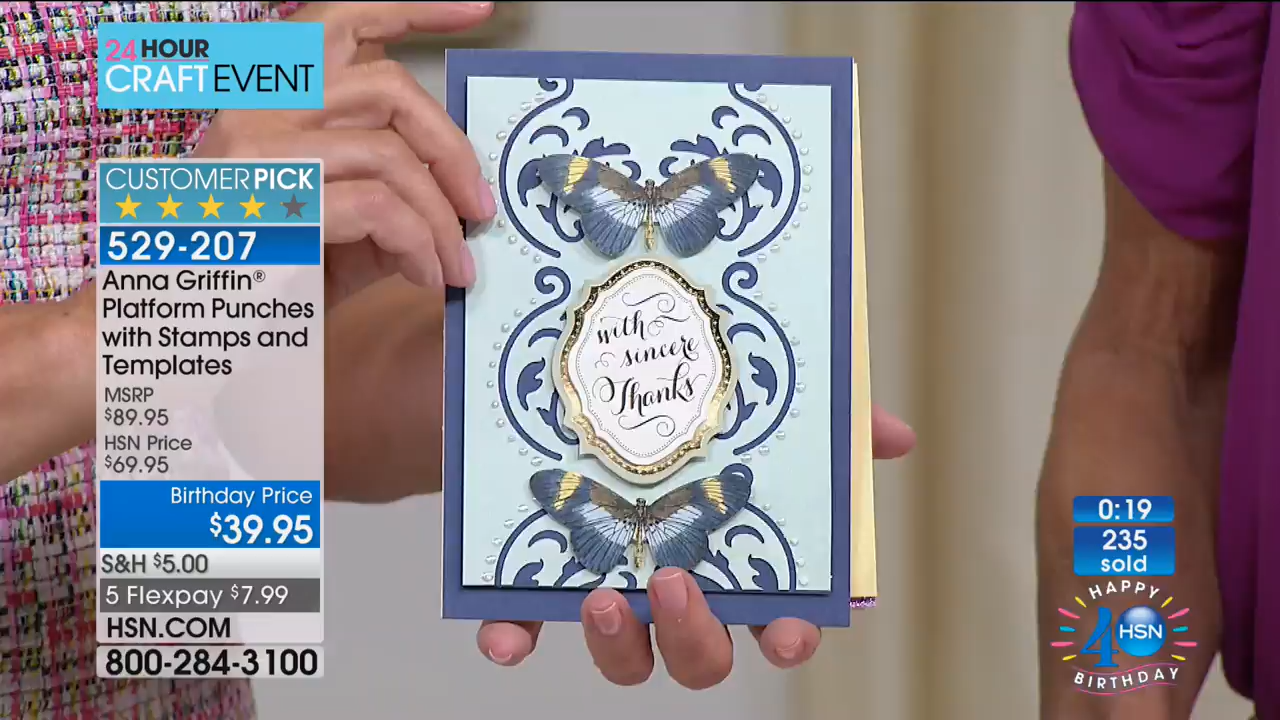 24 HOUR
CRAFT EVENT
CUSTOMER PICK
529-207
Anna Griffin®
Platform Punches
with Stamps and
Templates
MSRP
$89.95
HSN Price
$69.95
Birthday Price
$39.95
S&H $5.00
5 Flexpay $7.99
HSN.COM
800-284-3100
with
sincere
Thanks
0:19
235
sold
HAPPY
40 HSN
BIRTHDAY